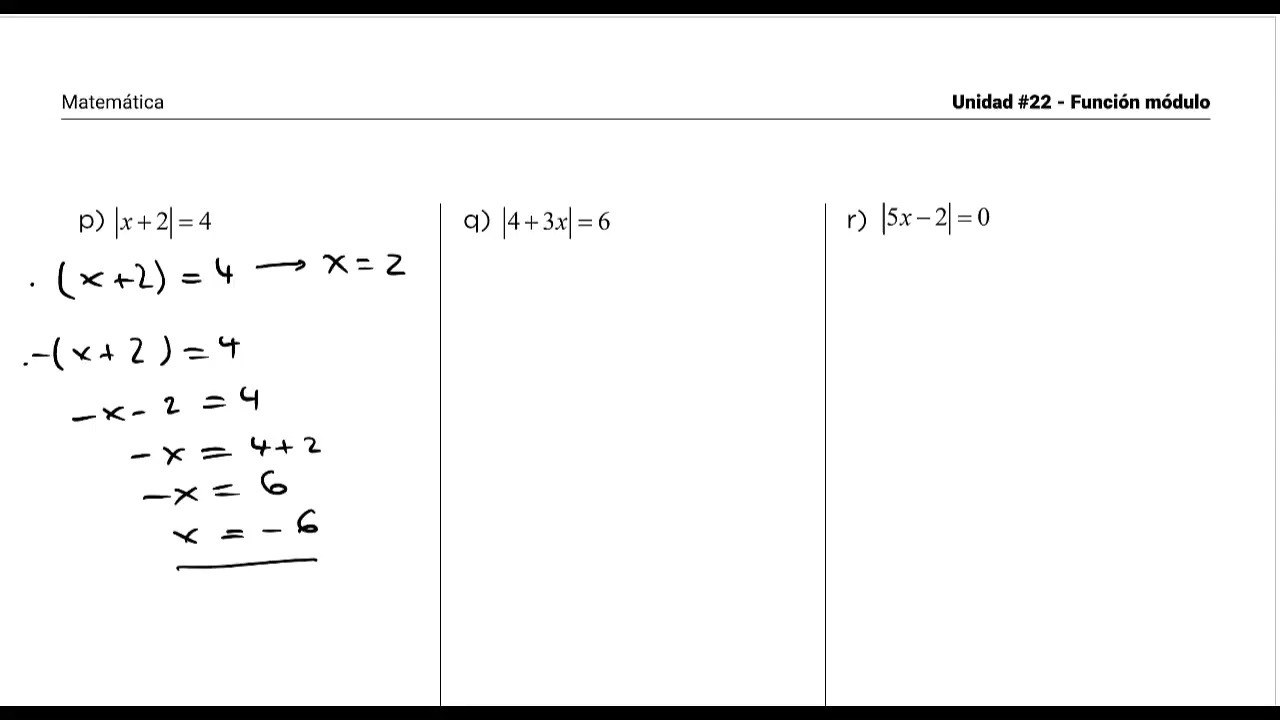 Matemática
Unidad #22 - Función módulo
p) |x + 2| = 4
. (x+2) = 4 → x = 2
. -(x+2) = 4
-x - 2 = 4
-x = 4+2
-x = 6
x = -6
q) |4 + 3x| = 6
r) |5x − 2| = 0